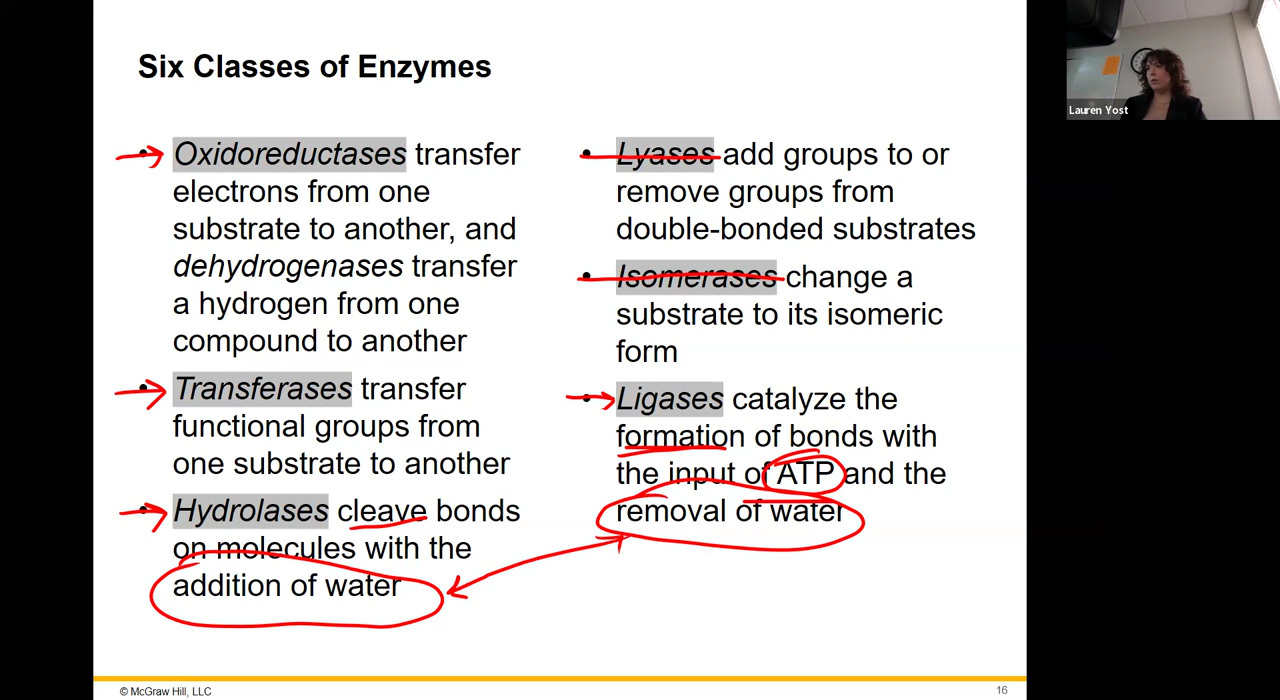 Six Classes of Enzymes
• Oxidoreductases transfer
electrons from one
substrate to another, and
dehydrogenases transfer
a hydrogen from one
compound to another
• Transferases transfer
functional groups from
one substrate to another
• Hydrolases cleave bonds
on molecules with the
addition of water
• Lyases add groups to or
remove groups from
double-bonded substrates
• Isomerases change a
substrate to its isomeric
form
• Ligases catalyze the
formation of bonds with
the input of ATP and the
removal of water
© McGraw Hill, LLC
16
Lauren Yost